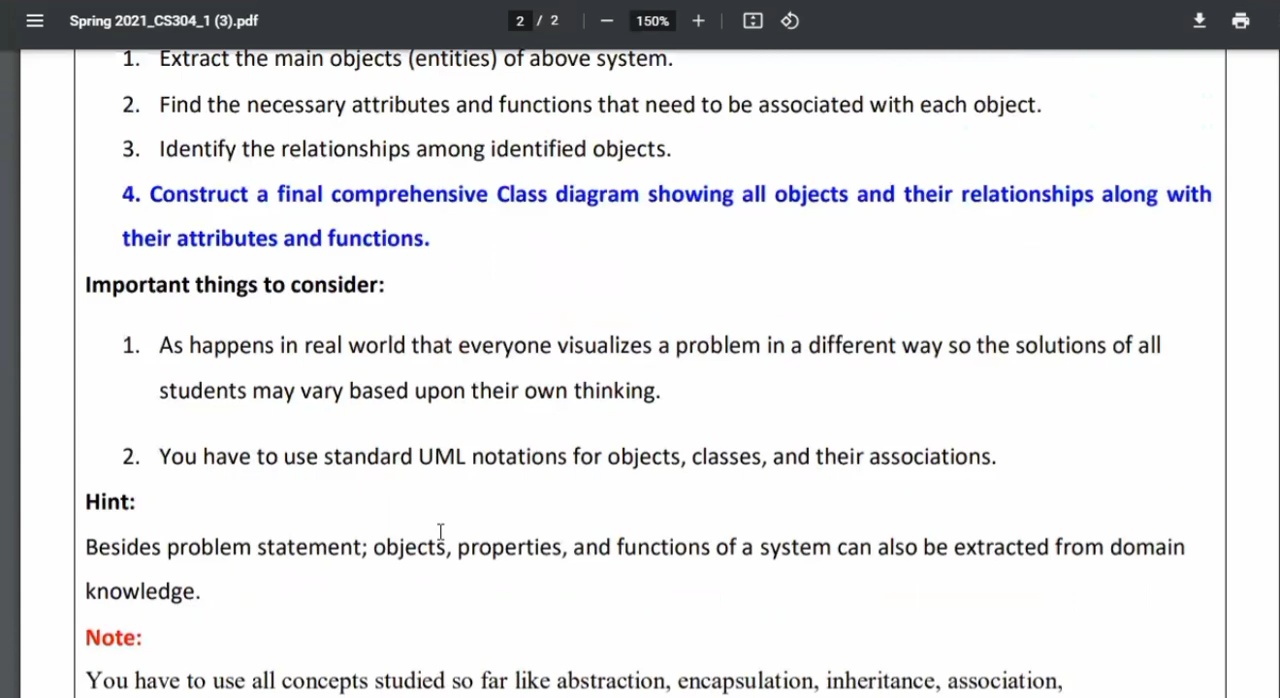 Spring 2021_CS304_1 (3).pdf
2 / 2
150%
1. Extract the main objects (entities) of above system.
2. Find the necessary attributes and functions that need to be associated with each object.
3. Identify the relationships among identified objects.
4. Construct a final comprehensive Class diagram showing all objects and their relationships along with
their attributes and functions.
Important things to consider:
1. As happens in real world that everyone visualizes a problem in a different way so the solutions of all
students may vary based upon their own thinking.
2. You have to use standard UML notations for objects, classes, and their associations.
Hint:
Besides problem statement; objects, properties, and functions of a system can also be extracted from domain
knowledge.
Note:
You have to use all concepts studied so far like abstraction, encapsulation, inheritance, association,